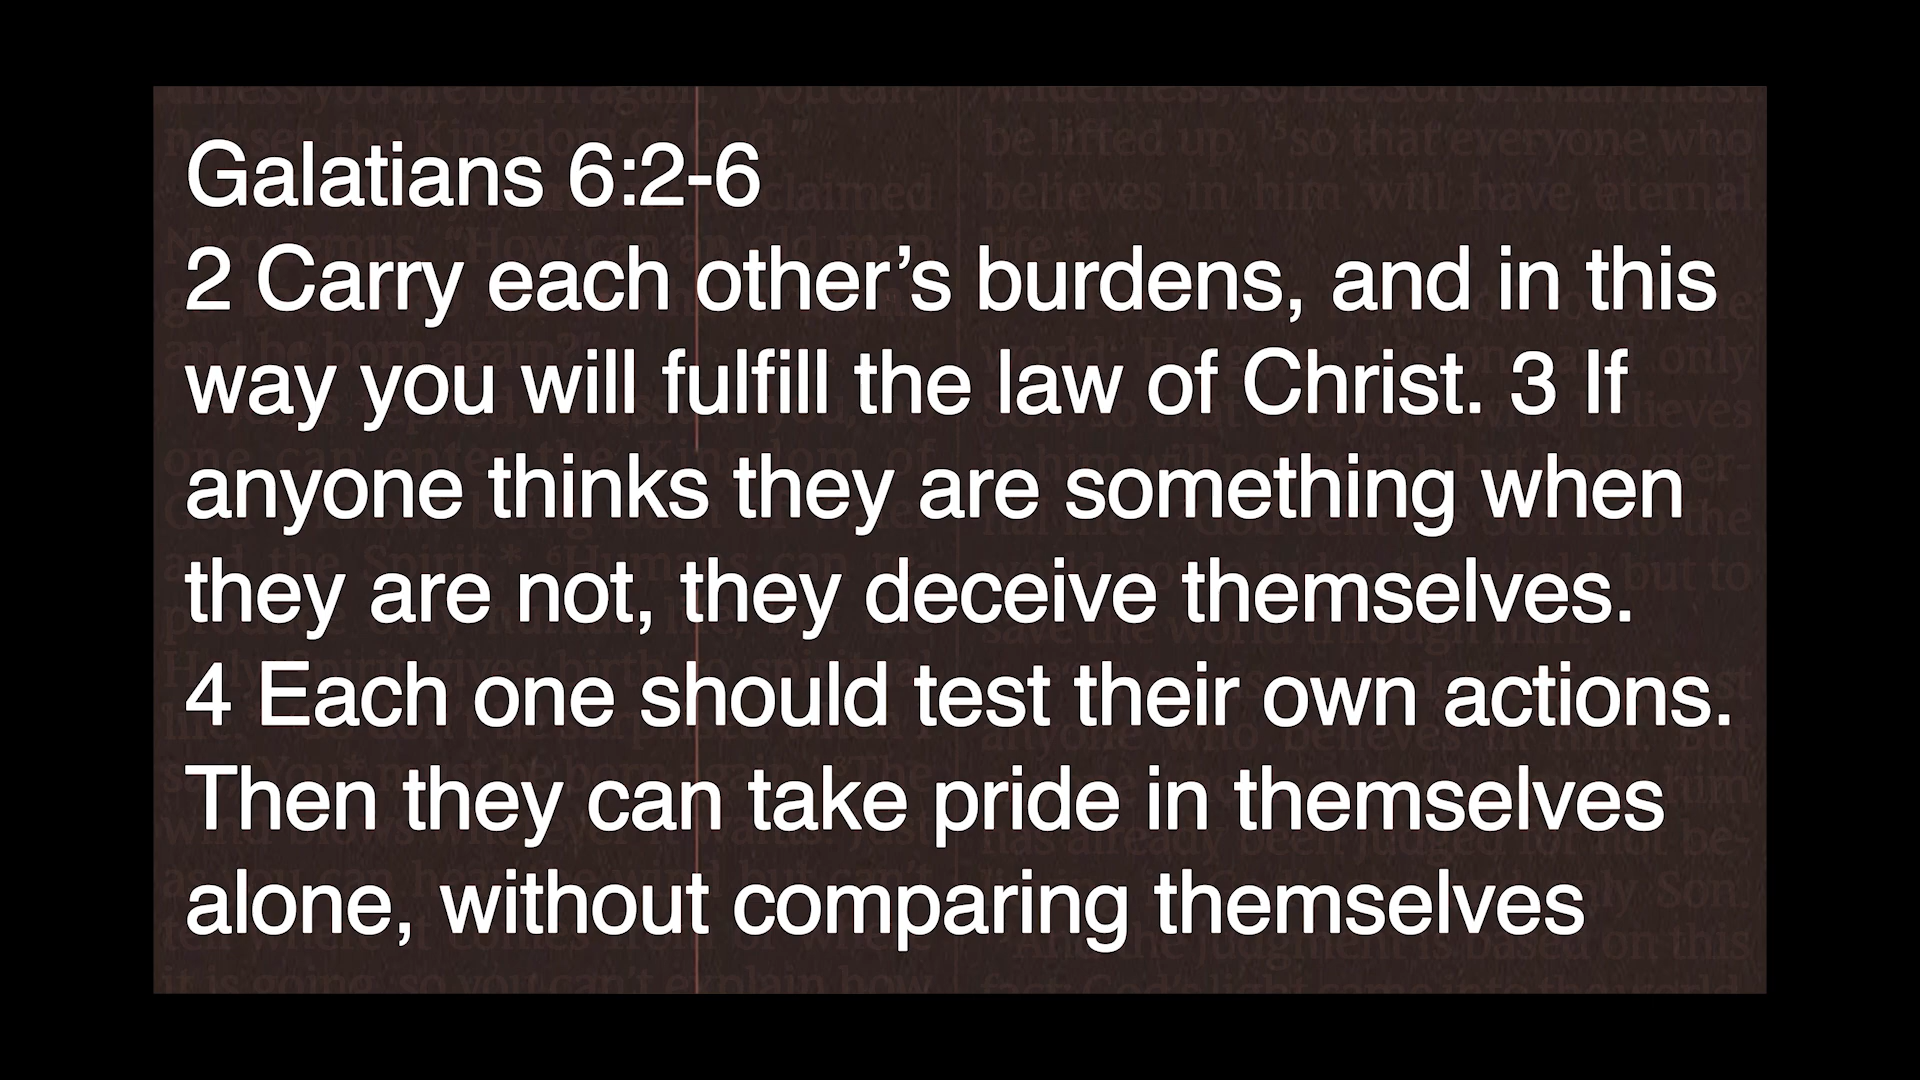 Galatians 6:2-6
2 Carry each other’s burdens, and in this
way you will fulfill the law of Christ. 3 If
anyone thinks they are something when
they are not, they deceive themselves.
4 Each one should test their own actions.
Then they can take pride in themselves
alone, without comparing themselves